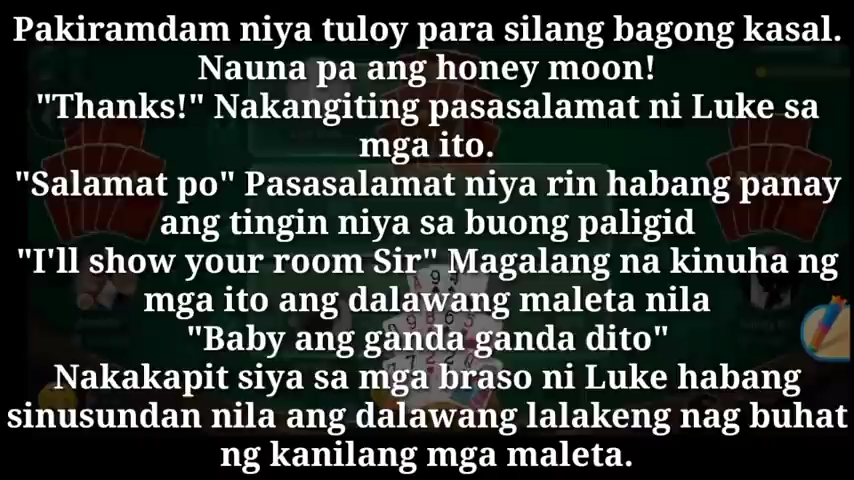 Pakiramdam niya tuloy para silang bagong kasal.
Nauna pa ang honey moon!
"Thanks!" Nakangiting pasasalamat ni Luke sa
mga ito.
"Salamat po" Pasasalamat niya rin habang panay
ang tingin niya sa buong paligid
"I'll show your room Sir" Magalang na kinuha ng
mga ito ang dalawang maleta nila
"Baby ang ganda ganda dito"
Nakakapit siya sa mga braso ni Luke habang
sinusundan nila ang dalawang lalakeng nag buhat
ng kanilang mga maleta.